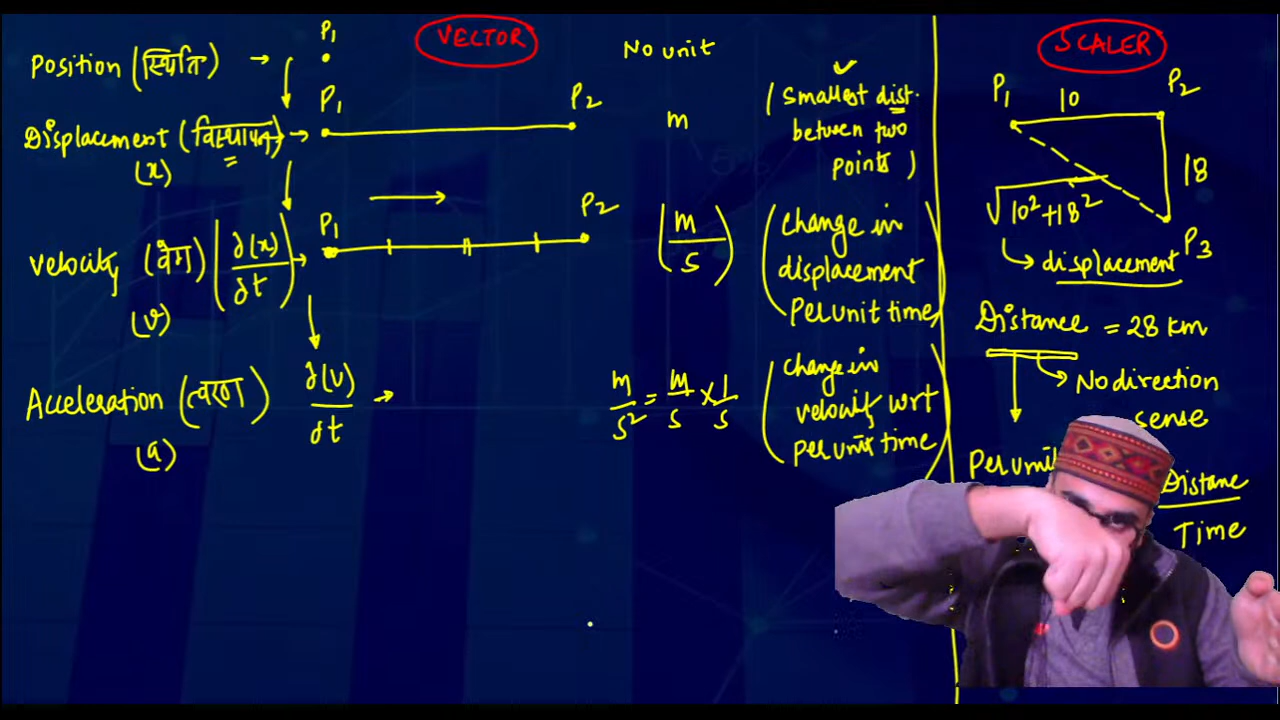 VECTOR
No unit
Position (स्थिति) →
P1
Displacement (विस्थापन) →
(x)
P1 P2
m
(Smallest dist.
between two
points)
Velocity (वेग) (∂(x)/∂t) →
(v)
P1 P2
(m/s)
(change in
displacement
Per unit time)
Acceleration (त्वरण) ∂(v)/∂t →
(a)
m/s² = m/s × 1/s
(change in
velocity wrt
per unit time)
SCALER
P1 10 P2
18
√10²+18²
P3
displacement
Distance = 28 km
No direction
sense
Per unit
Distane
Time